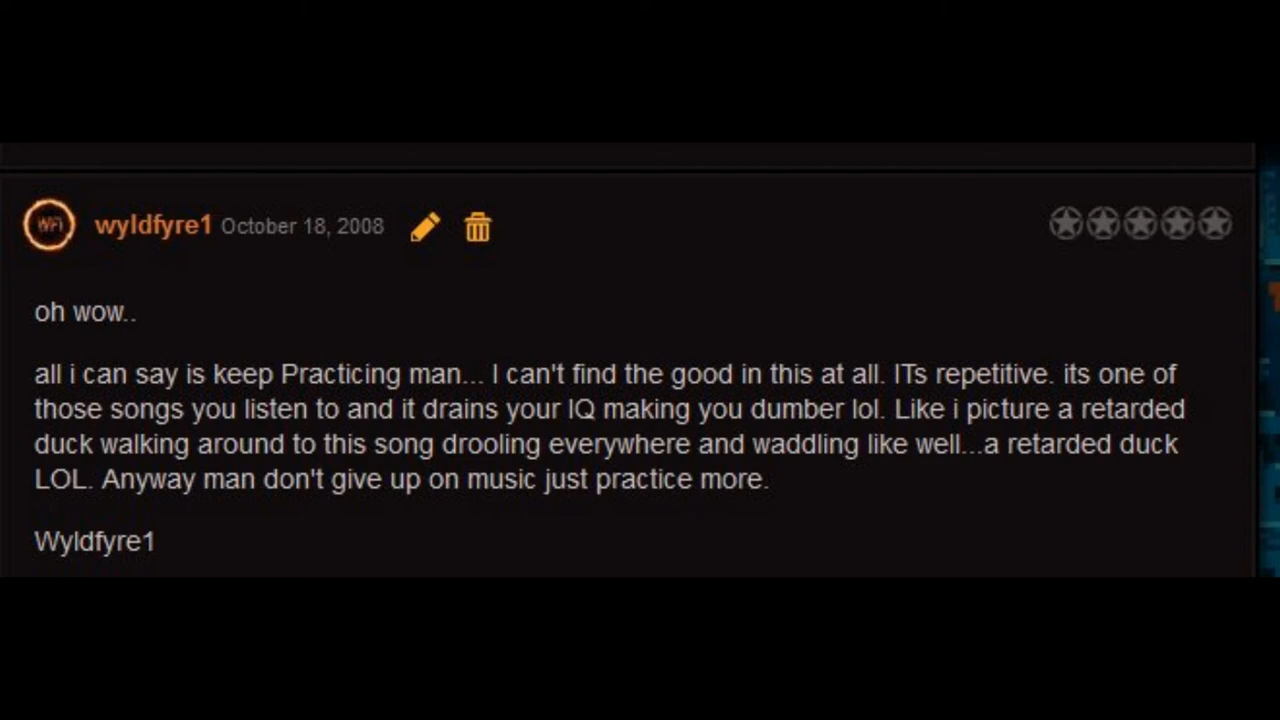 wyldfyre1 October 18, 2008
oh wow..
all i can say is keep Practicing man... I can't find the good in this at all. ITs repetitive. its one of
those songs you listen to and it drains your IQ making you dumber lol. Like i picture a retarded
duck walking around to this song drooling everywhere and waddling like well...a retarded duck
LOL. Anyway man don't give up on music just practice more.
Wyldfyre1